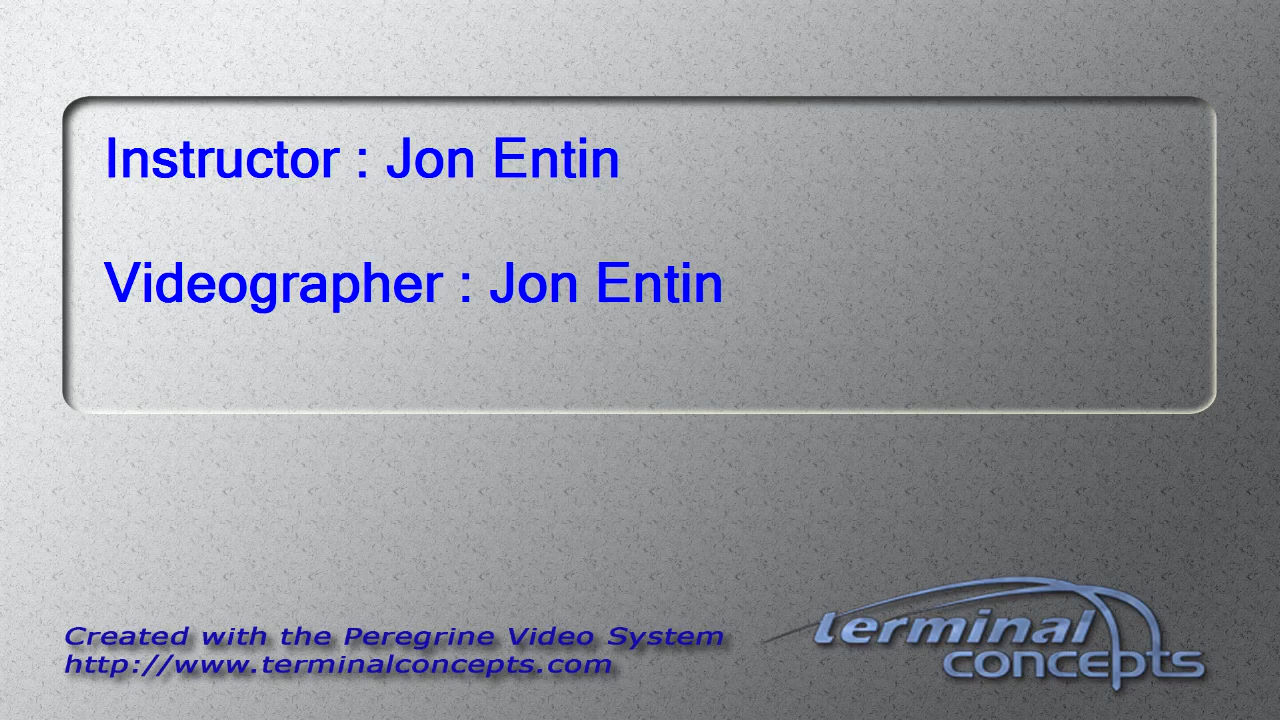 Instructor : Jon Entin
Videographer : Jon Entin
Created with the Peregrine Video System
http://www.terminalconcepts.com
terminal
concepts